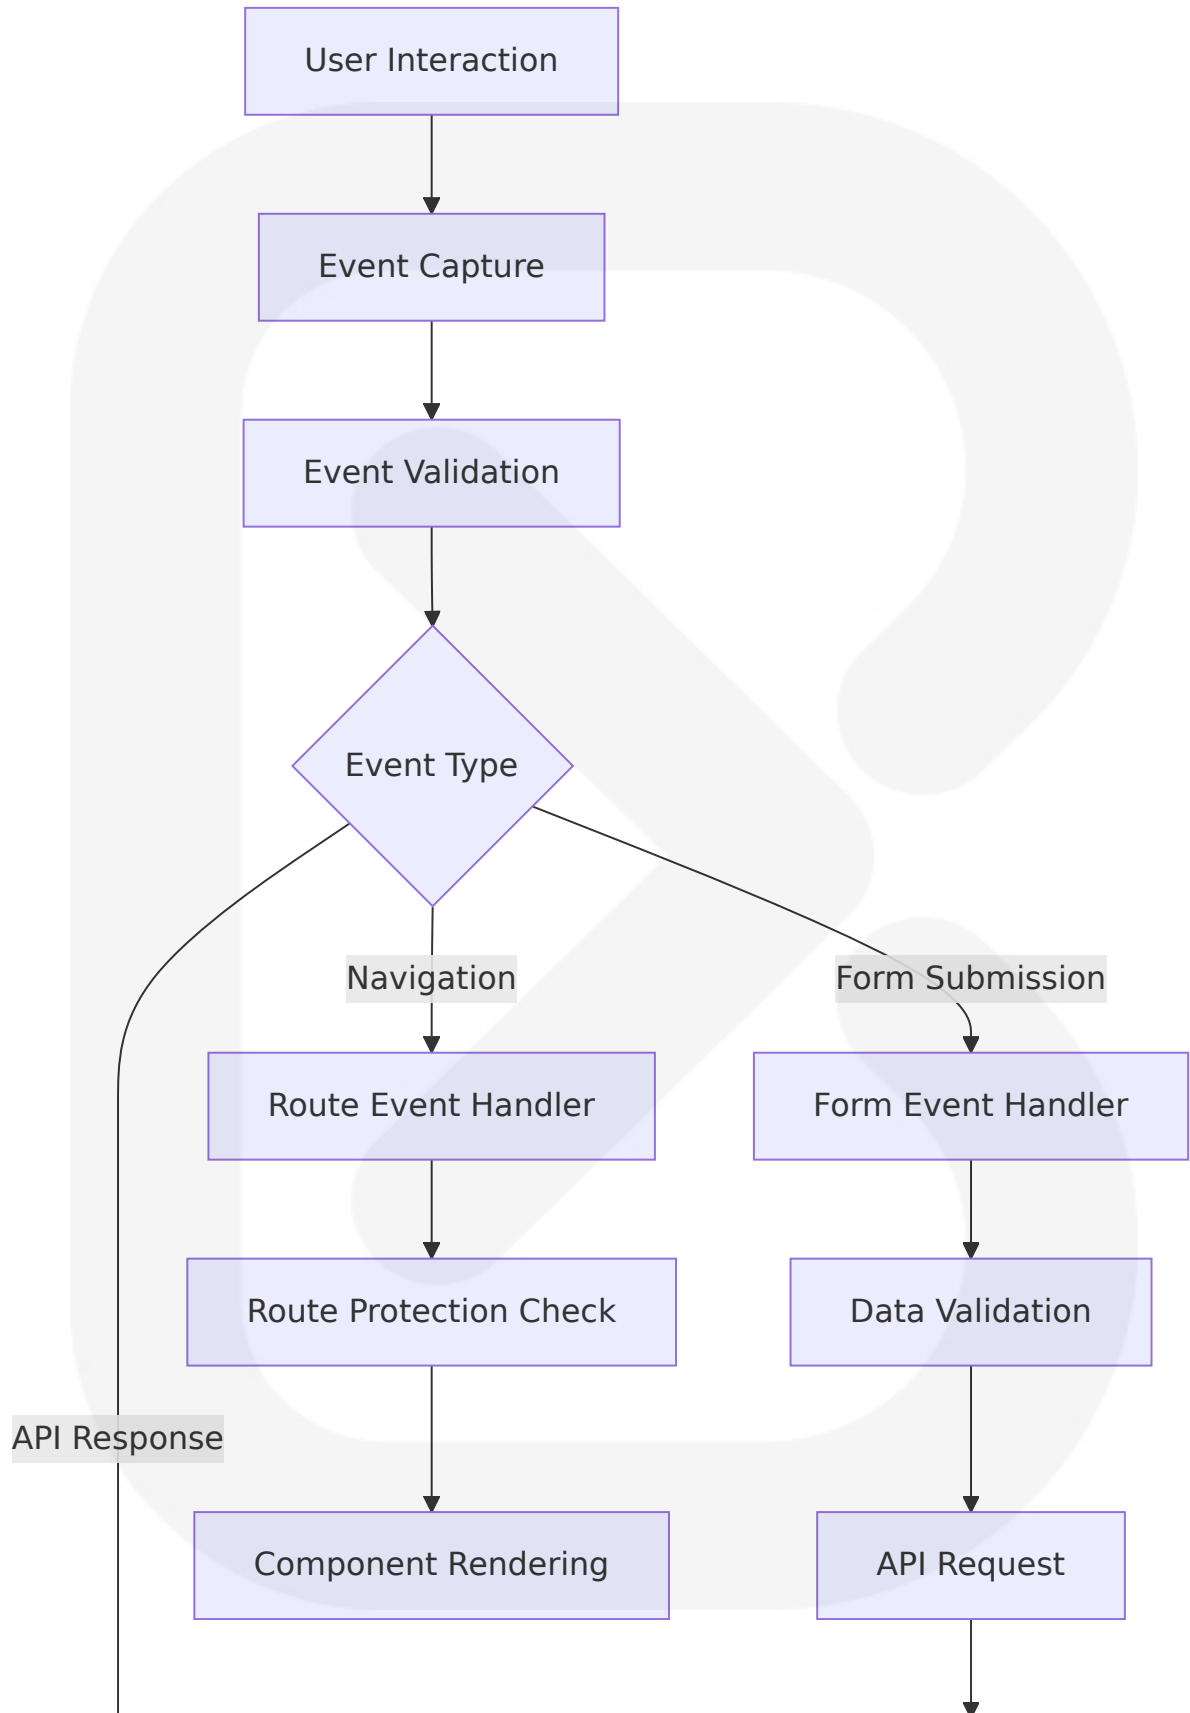 User Interaction
Event Capture
Event Validation
Event Type
Navigation
Form Submission
Route Event Handler
Form Event Handler
Route Protection Check
Data Validation
API Response
Component Rendering
API Request